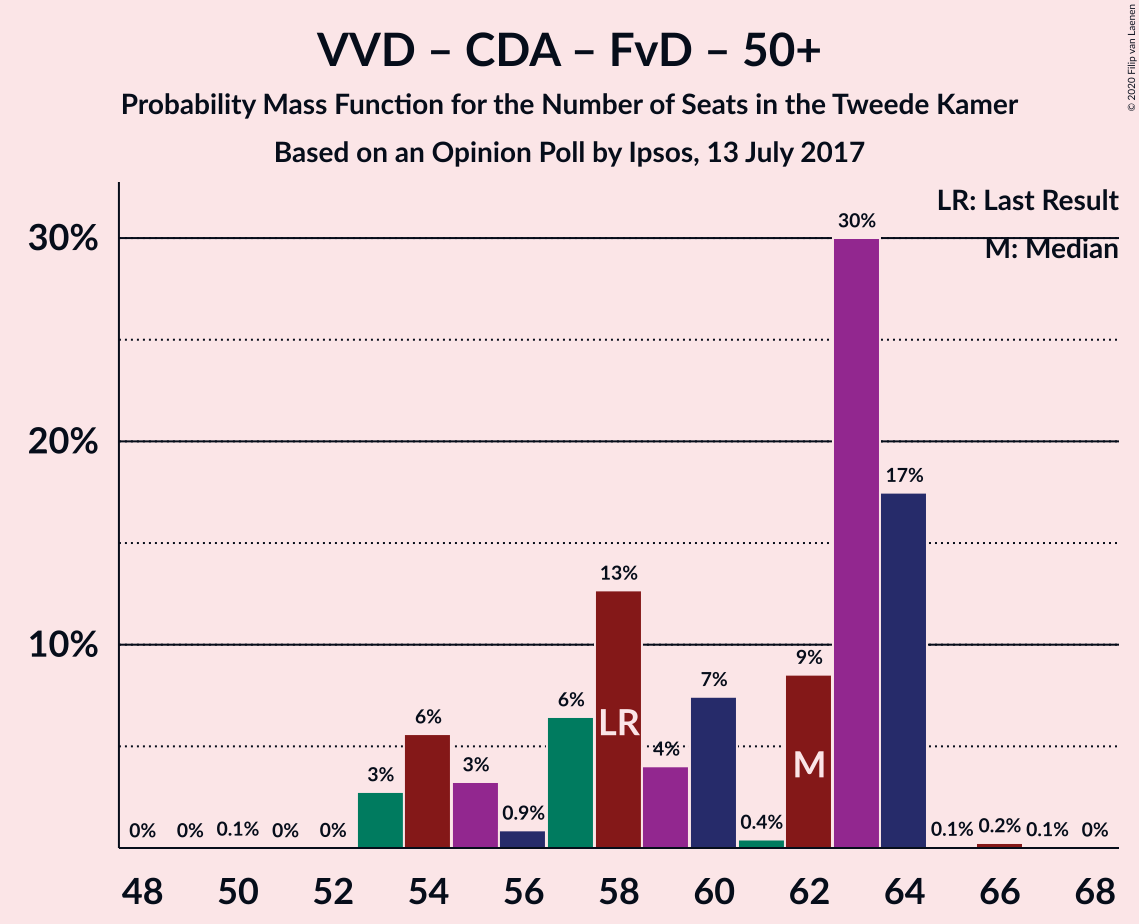 VVD – CDA – FvD – 50+
Probability Mass Function for the Number of Seats in the Tweede Kamer
Based on an Opinion Poll by Ipsos, 13 July 2017
© 2020 Filip van Laenen
LR: Last Result
M: Median
30%
20%
10%
0% 0% 0.1% 0% 0% 3% 6% 3% 0.9% 6% 13% 4% 7% 0.4% 9% 30% 17% 0.1% 0.2% 0.1% 0%
LR
M
48 50 52 54 56 58 60 62 64 66 68